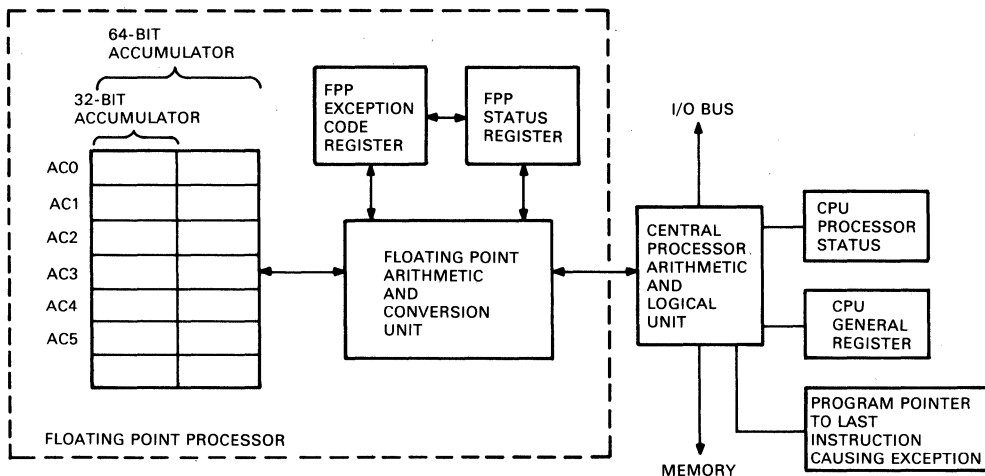 64-BIT
ACCUMULATOR
32-BIT
ACCUMULATOR
AC0
AC1
AC2
AC3
AC4
AC5
FPP
EXCEPTION
CODE
REGISTER
FPP
STATUS
REGISTER
FLOATING POINT
ARITHMETIC
AND
CONVERSION
UNIT
FLOATING POINT PROCESSOR
I/O BUS
CENTRAL
PROCESSOR
ARITHMETIC
AND
LOGICAL
UNIT
MEMORY
CPU
PROCESSOR
STATUS
CPU
GENERAL
REGISTER
PROGRAM POINTER
TO LAST
INSTRUCTION
CAUSING EXCEPTION